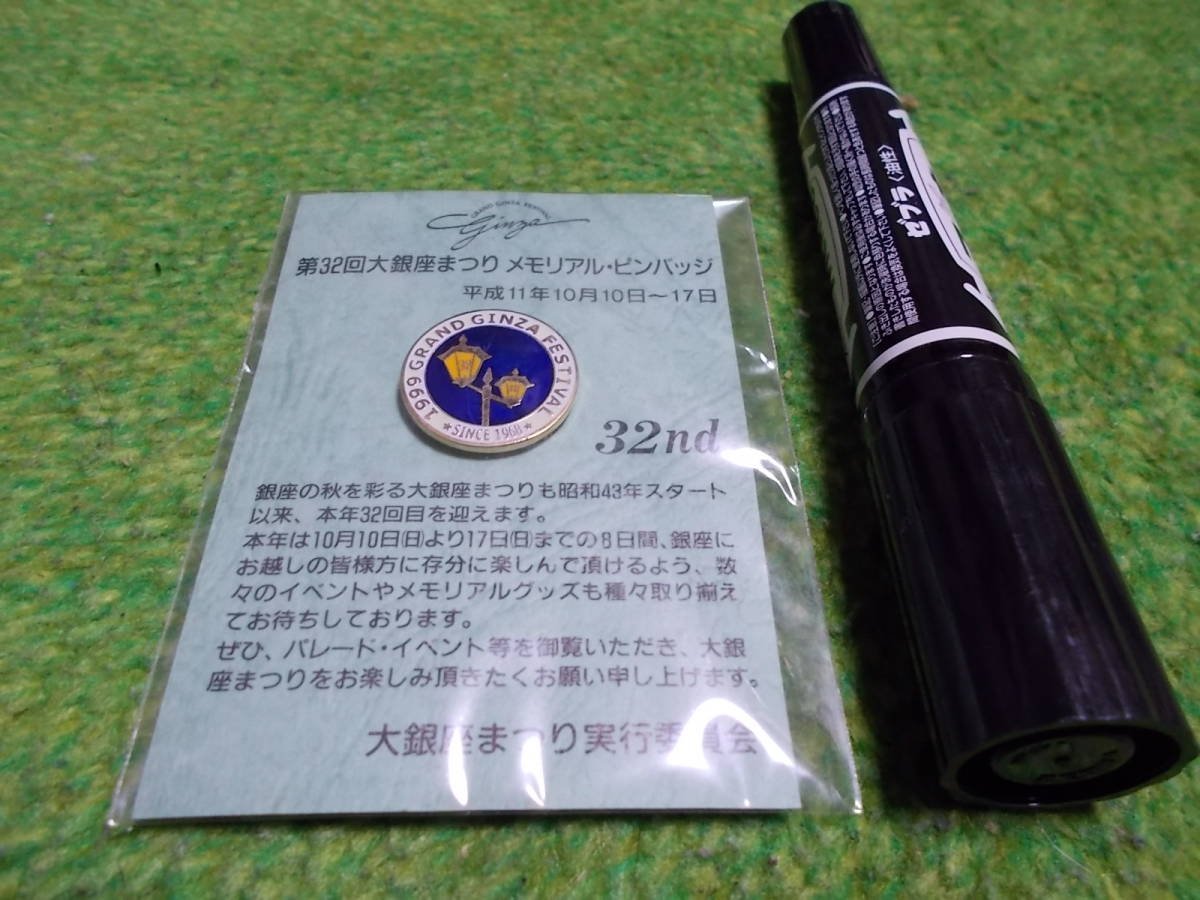 GRAND GINZA FESTIVAL
Ginza
第32回大銀座まつり メモリアル・ピンバッジ
平成11年10月10日～17日
1999 GRAND GINZA FESTIVAL
★SINCE 1968★
32nd
銀座の秋を彩る大銀座まつりも昭和43年スタート
以来、本年32回目を迎えます。
本年は10月10日㈰より17日㈰までの8日間、銀座に
お越しの皆様方に存分に楽しんで頂けるよう、数
々のイベントやメモリアルグッズも種々取り揃え
てお待ちしております。
ぜひ、パレード・イベント等を御覧いただき、大銀
座まつりをお楽しみ頂きたくお願い申し上げます。
大銀座まつり実行委員会
ゼブラ〈油性〉